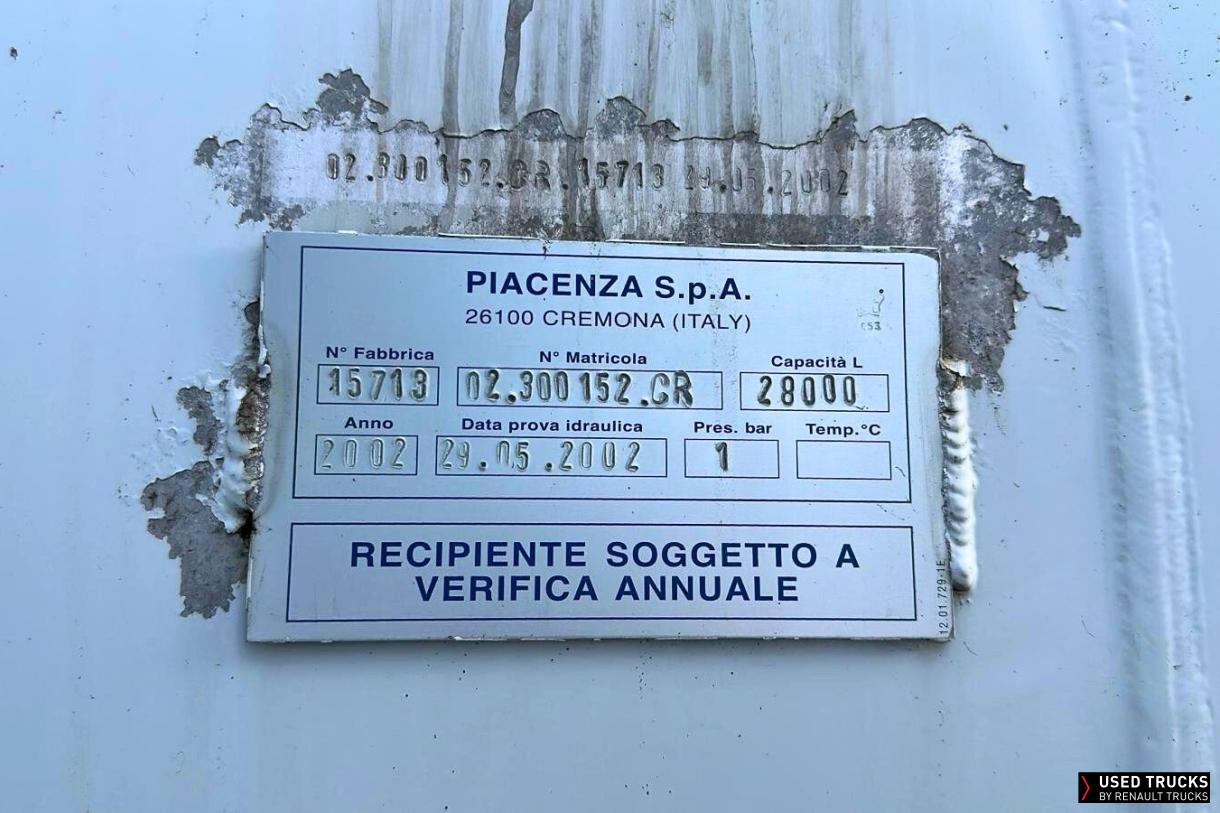 02.300152.CR.15713 29.05.2002
PIACENZA S.p.A.
26100 CREMONA (ITALY)
C53
N° Fabbrica N° Matricola Capacità L
15713 02.300152.CR 28000
Anno Data prova idraulica Pres. bar Temp.°C
2002 29.05.2002 1
RECIPIENTE SOGGETTO A
VERIFICA ANNUALE
12.01.729-1E
USED TRUCKS
BY RENAULT TRUCKS